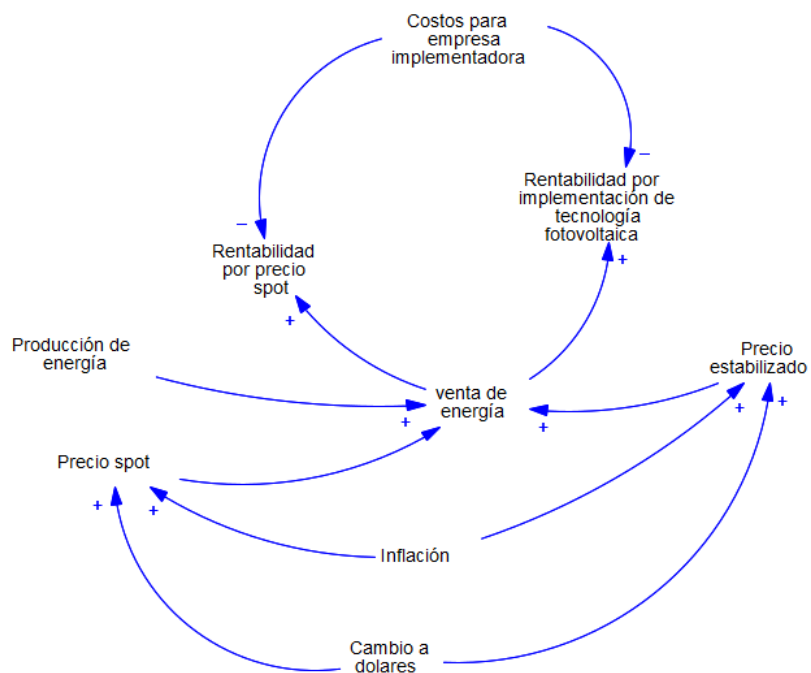 Costos para
empresa
implementadora
−
Rentabilidad por
implementación de
tecnología
fotovoltaica
+
−
Rentabilidad
por precio
spot
+
Producción de
energía
Precio
estabilizado
venta de
energía
+
+
+
+
Precio spot
+
+
Inflación
Cambio a
dolares